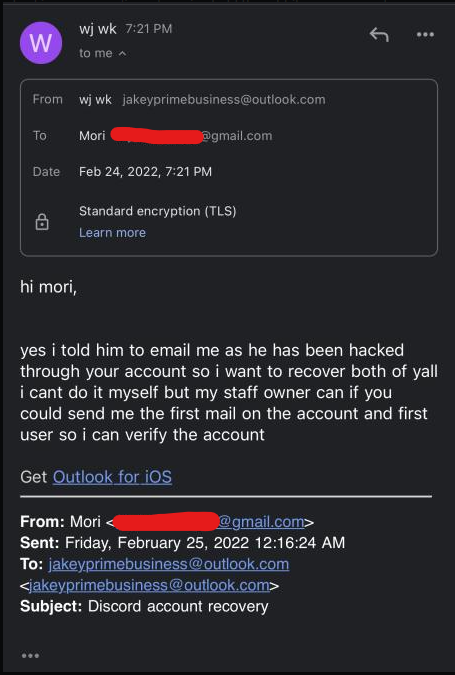 W
wj wk 7:21 PM
to me
From wj wk jakeyprimebusiness@outlook.com
To Mori @gmail.com
Date Feb 24, 2022, 7:21 PM
Standard encryption (TLS)
Learn more
hi mori,
yes i told him to email me as he has been hacked
through your account so i want to recover both of yall
i cant do it myself but my staff owner can if you
could send me the first mail on the account and first
user so i can verify the account
Get Outlook for iOS
From: Mori <@gmail.com>
Sent: Friday, February 25, 2022 12:16:24 AM
To: jakeyprimebusiness@outlook.com
<jakeyprimebusiness@outlook.com>
Subject: Discord account recovery